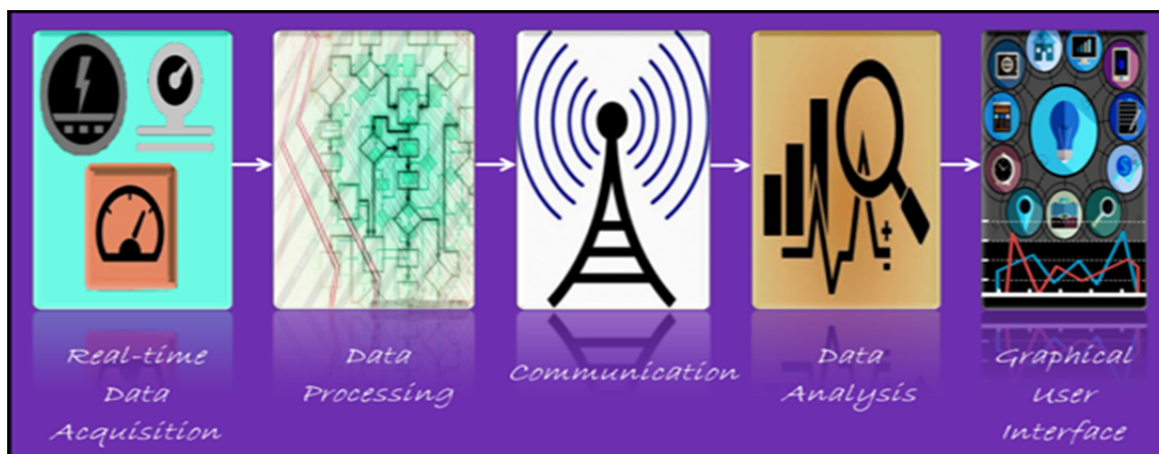 Real-time
Data
Acquisition
Data
Processing
Communication
Data
Analysis
Graphical
User
Interface